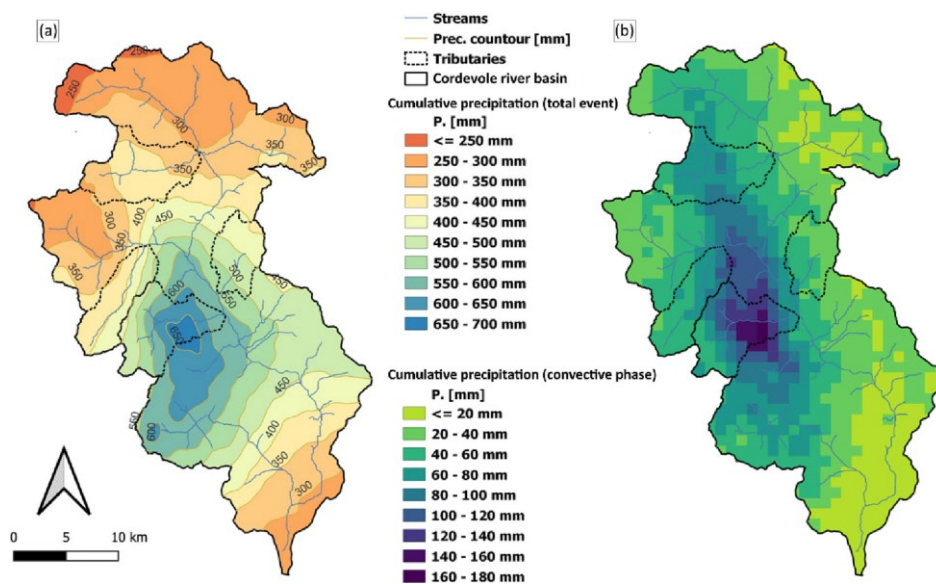 (a)
Streams
Prec. countour [mm]
Tributaries
Cordevole river basin
Cumulative precipitation (total event)
P. [mm]
<= 250 mm
250 - 300 mm
300 - 350 mm
350 - 400 mm
400 - 450 mm
450 - 500 mm
500 - 550 mm
550 - 600 mm
600 - 650 mm
650 - 700 mm
Cumulative precipitation (convective phase)
P. [mm]
<= 20 mm
20 - 40 mm
40 - 60 mm
60 - 80 mm
80 - 100 mm
100 - 120 mm
120 - 140 mm
140 - 160 mm
160 - 180 mm
(b)
250
250
300
300
350
350
350
300
400
450
350
350
500
450
550
600
650
450
550
600
400
350
300
0 5 10 km